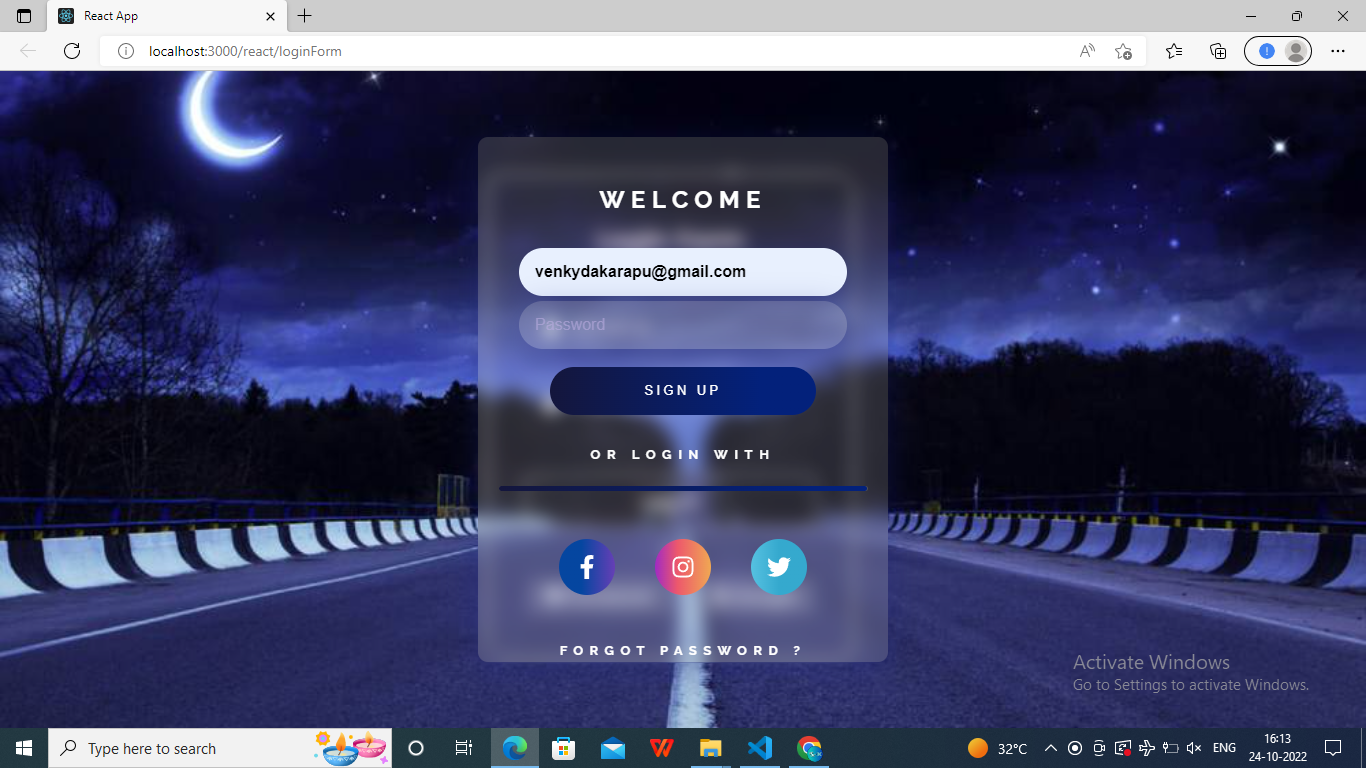 React App
localhost:3000/react/loginForm
WELCOME
venkydakarapu@gmail.com
Password
SIGN UP
OR LOGIN WITH
FORGOT PASSWORD ?
Activate Windows
Go to Settings to activate Windows.
Type here to search
32°C
ENG
16:13
24-10-2022